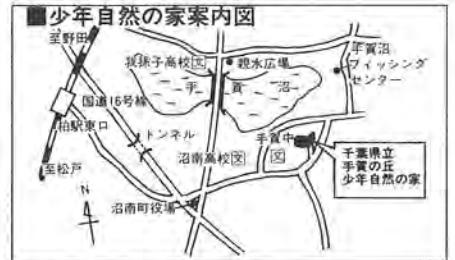 ■少年自然の家案内図
至野田
我孫子高校文
親水広場
手賀沼
フィッシング
センター
国道16号線
手賀沼
柏駅東口
トンネル
手賀中
文
沼南高校文
千葉県立
手賀の丘
少年自然の家
至松戸
N
沼南町役場